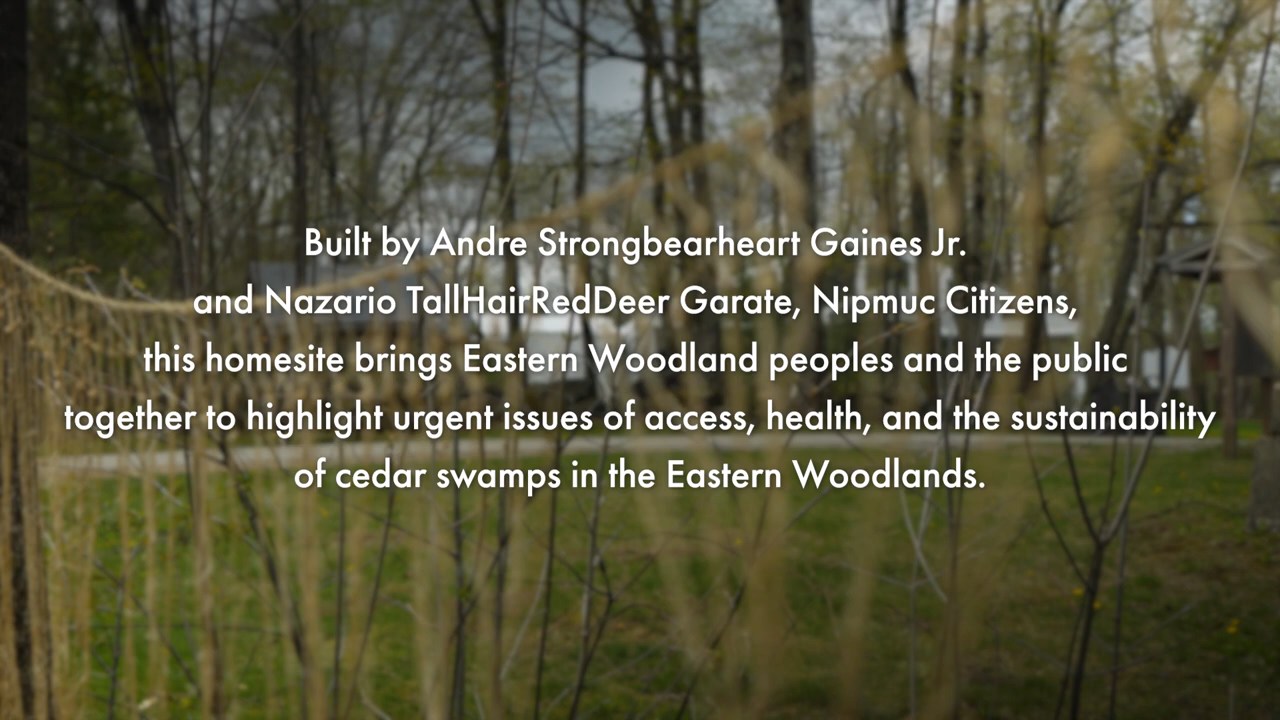 Built by Andre Strongbearheart Gaines Jr.
and Nazario TallHairRedDeer Garate, Nipmuc Citizens,
this homesite brings Eastern Woodland peoples and the public
together to highlight urgent issues of access, health, and the sustainability
of cedar swamps in the Eastern Woodlands.